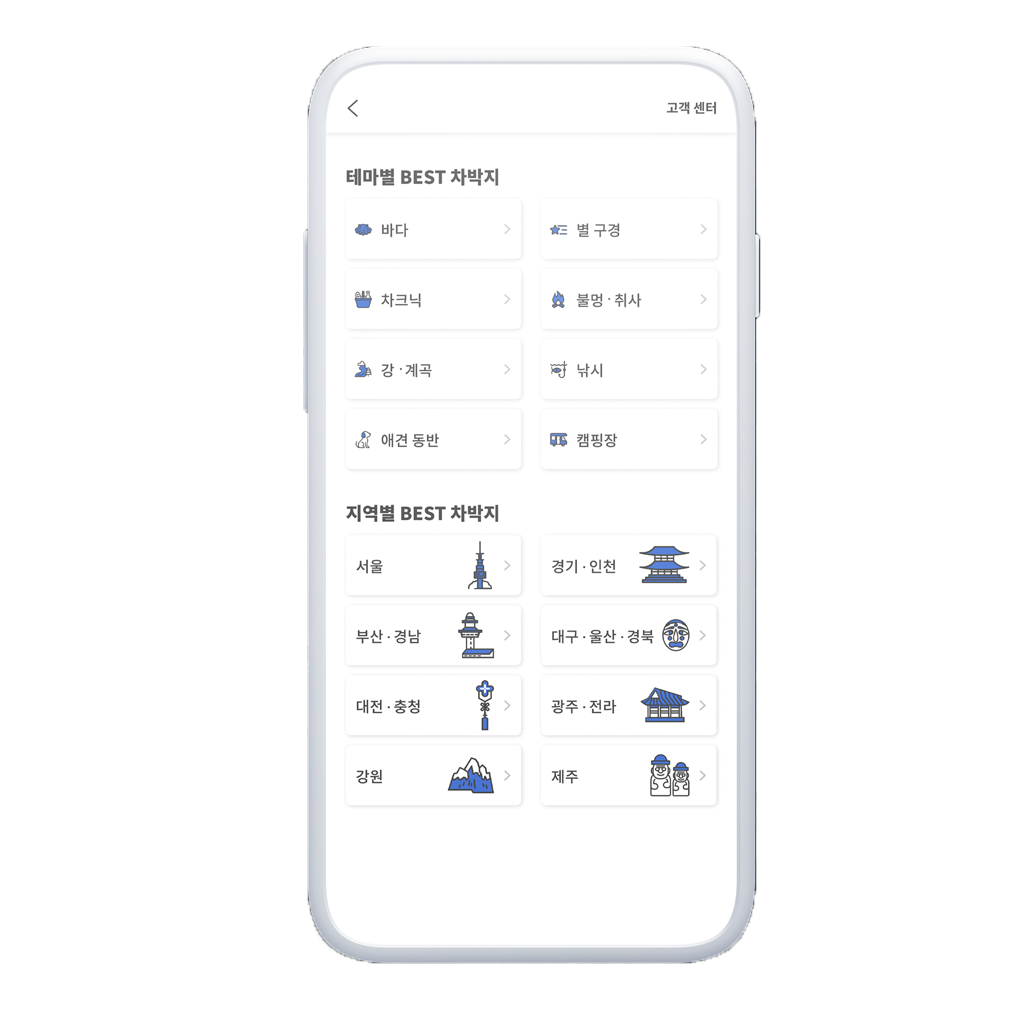 고객 센터
테마별 BEST 차박지
바다
별 구경
차크닉
불멍 · 취사
강 · 계곡
낚시
애견 동반
캠핑장
지역별 BEST 차박지
서울
경기 · 인천
부산 · 경남
대구 · 울산 · 경북
대전 · 충청
광주 · 전라
강원
제주